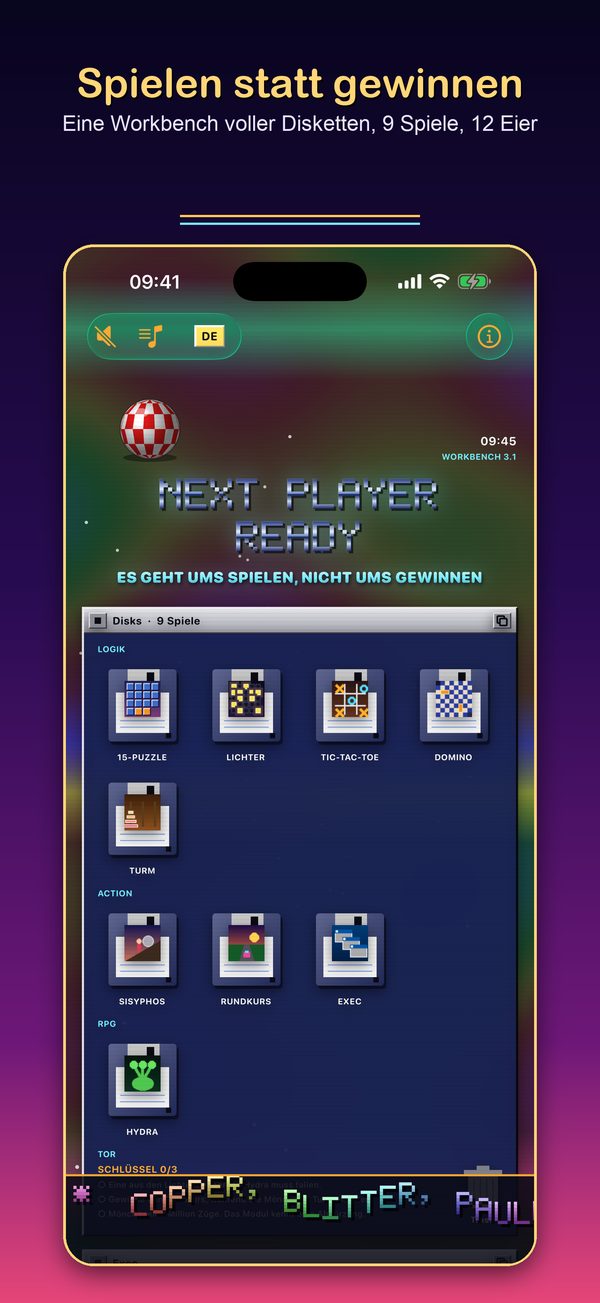 Spielen statt gewinnen
Eine Workbench voller Disketten, 9 Spiele, 12 Eier
09:41
DE
09:45
WORKBENCH 3.1
NEXT PLAYER
READY
ES GEHT UMS SPIELEN, NICHT UMS GEWINNEN
Disks · 9 Spiele
LOGIK
15-PUZZLE LICHTER TIC-TAC-TOE DOMINO
TURM
ACTION
SISYPHOS RUNDKURS EXEC
RPG
HYDRA
TOR
SCHLÜSSEL 0/3
COPPER, BLITTER, PAUL